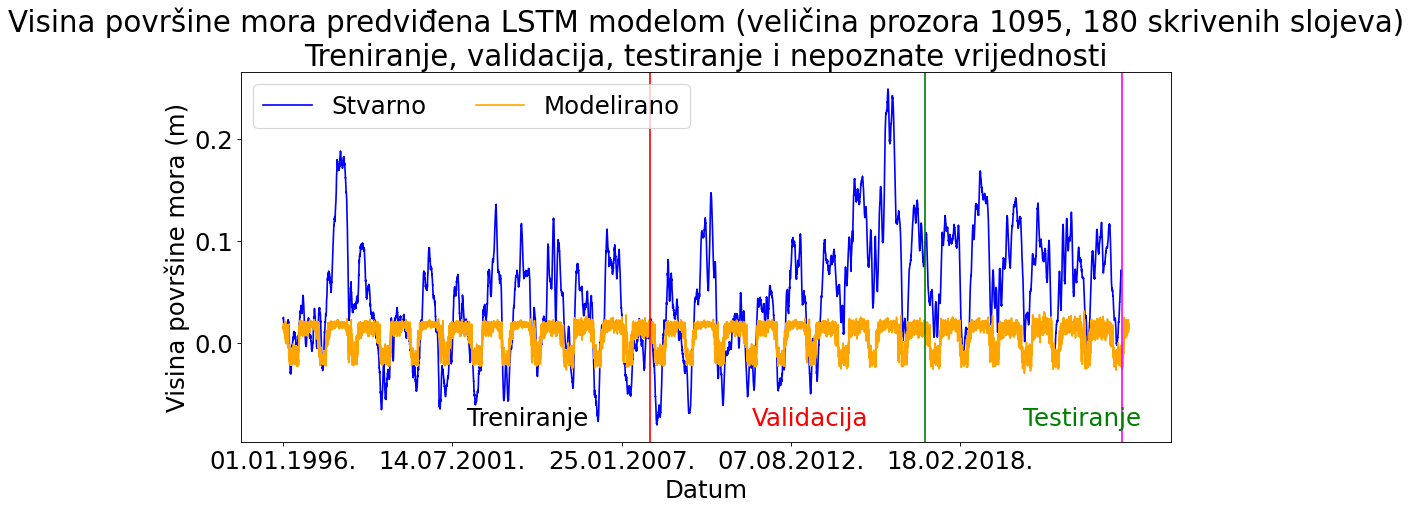 Visina površine mora predviđena LSTM modelom (veličina prozora 1095, 180 skrivenih slojeva)
Treniranje, validacija, testiranje i nepoznate vrijednosti
Stvarno
Modelirano
Visina površine mora (m)
0.2
0.1
0.0
Treniranje
Validacija
Testiranje
01.01.1996.
14.07.2001.
25.01.2007.
07.08.2012.
18.02.2018.
Datum